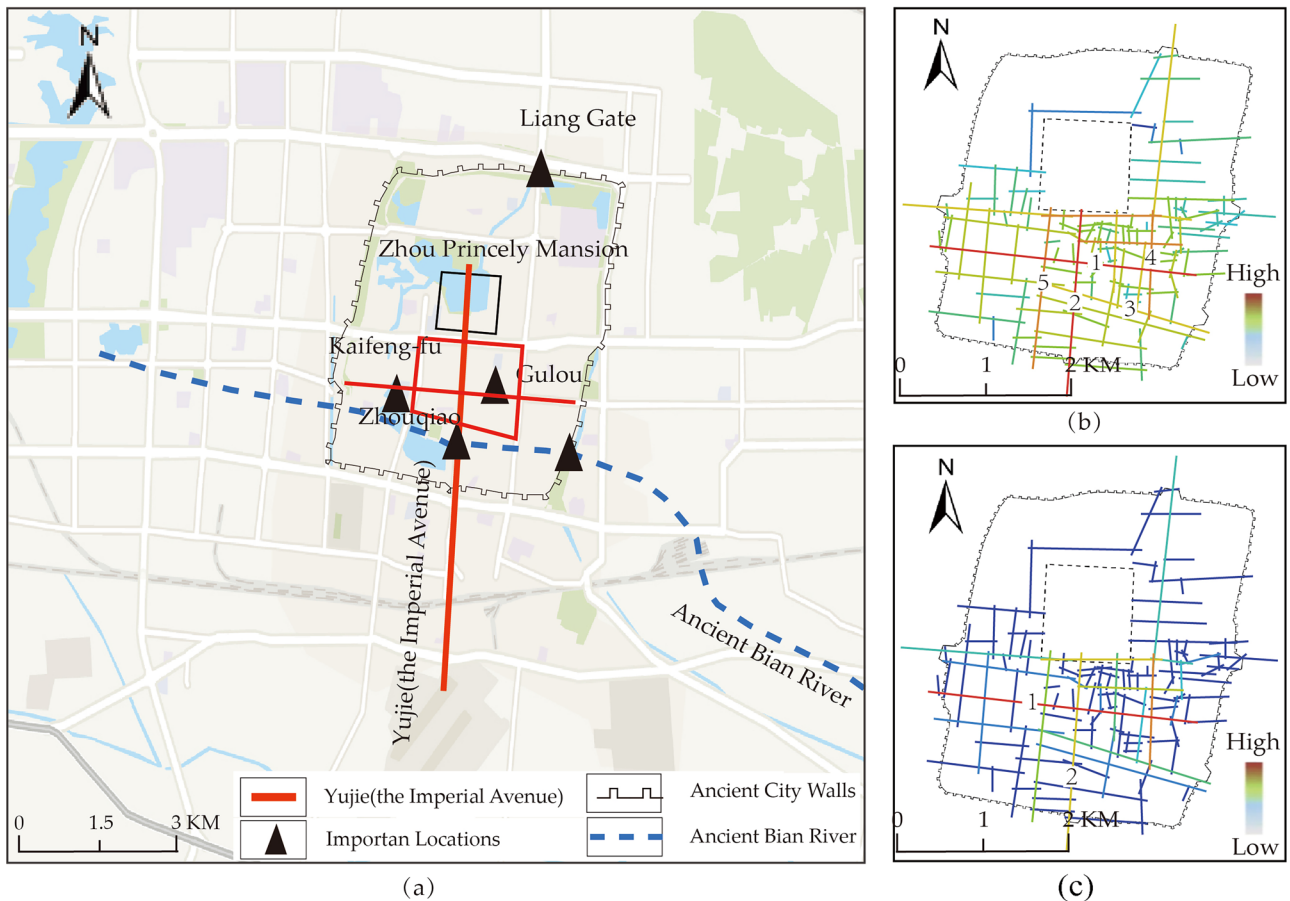 N
Liang Gate
Zhou Princely Mansion
Kaifeng-fu
Gulou
Zhouqiao
Yujie(the Imperial Avenue)
Ancient Bian River
Yujie(the Imperial Avenue)
Ancient City Walls
Importan Locations
Ancient Bian River
0 1.5 3 KM
(a)
N
1
4
5
2
3
High
Low
0 1 2 KM
(b)
N
1
2
High
Low
0 1 2 KM
(c)